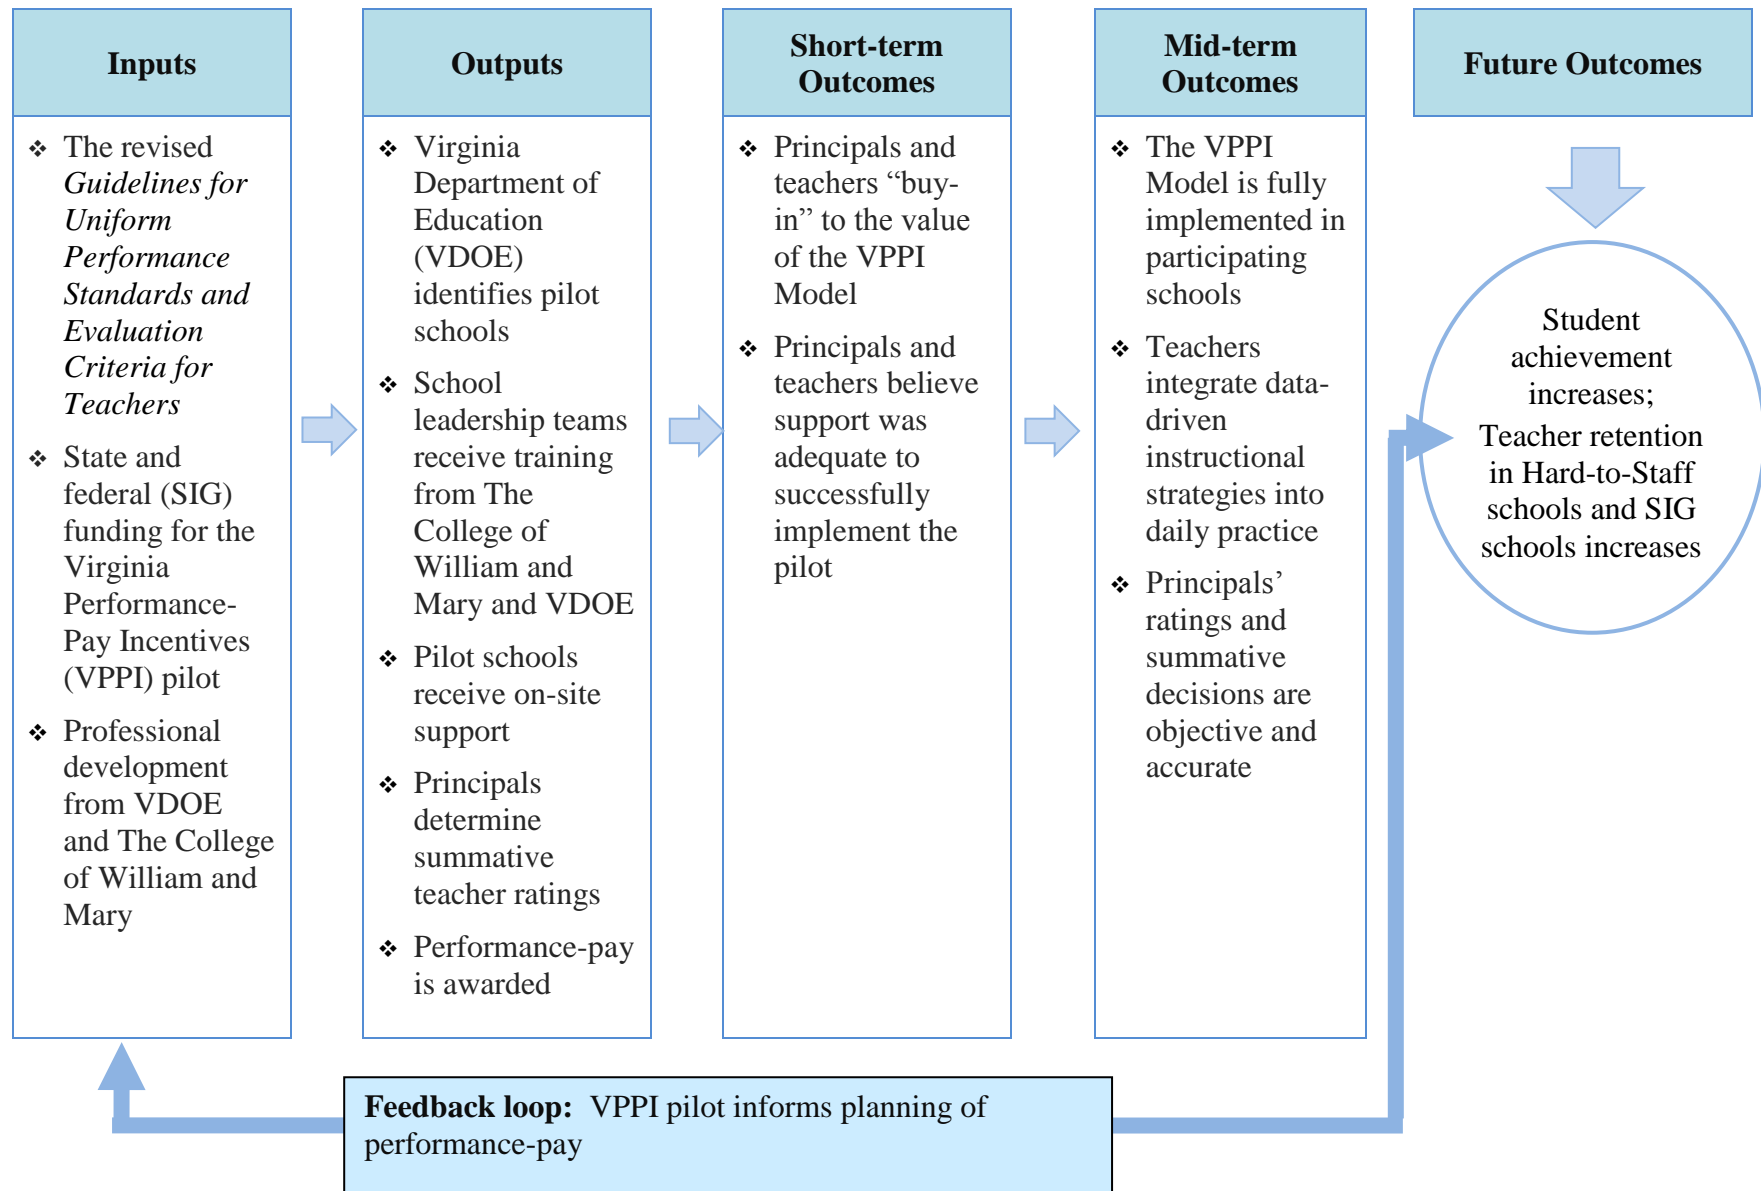 Inputs
❖ The revised
Guidelines for
Uniform
Performance
Standards and
Evaluation
Criteria for
Teachers
❖ State and
federal (SIG)
funding for the
Virginia
Performance-
Pay Incentives
(VPPI) pilot
❖ Professional
development
from VDOE
and The College
of William and
Mary
Outputs
❖ Virginia
Department of
Education
(VDOE)
identifies pilot
schools
❖ School
leadership teams
receive training
from The
College of
William and
Mary and VDOE
❖ Pilot schools
receive on-site
support
❖ Principals
determine
summative
teacher ratings
❖ Performance-pay
is awarded
Short-term
Outcomes
❖ Principals and
teachers “buy-
in” to the value
of the VPPI
Model
❖ Principals and
teachers believe
support was
adequate to
successfully
implement the
pilot
Mid-term
Outcomes
❖ The VPPI
Model is fully
implemented in
participating
schools
❖ Teachers
integrate data-
driven
instructional
strategies into
daily practice
❖ Principals’
ratings and
summative
decisions are
objective and
accurate
Future Outcomes
Student
achievement
increases;
Teacher retention
in Hard-to-Staff
schools and SIG
schools increases
Feedback loop: VPPI pilot informs planning of
performance-pay